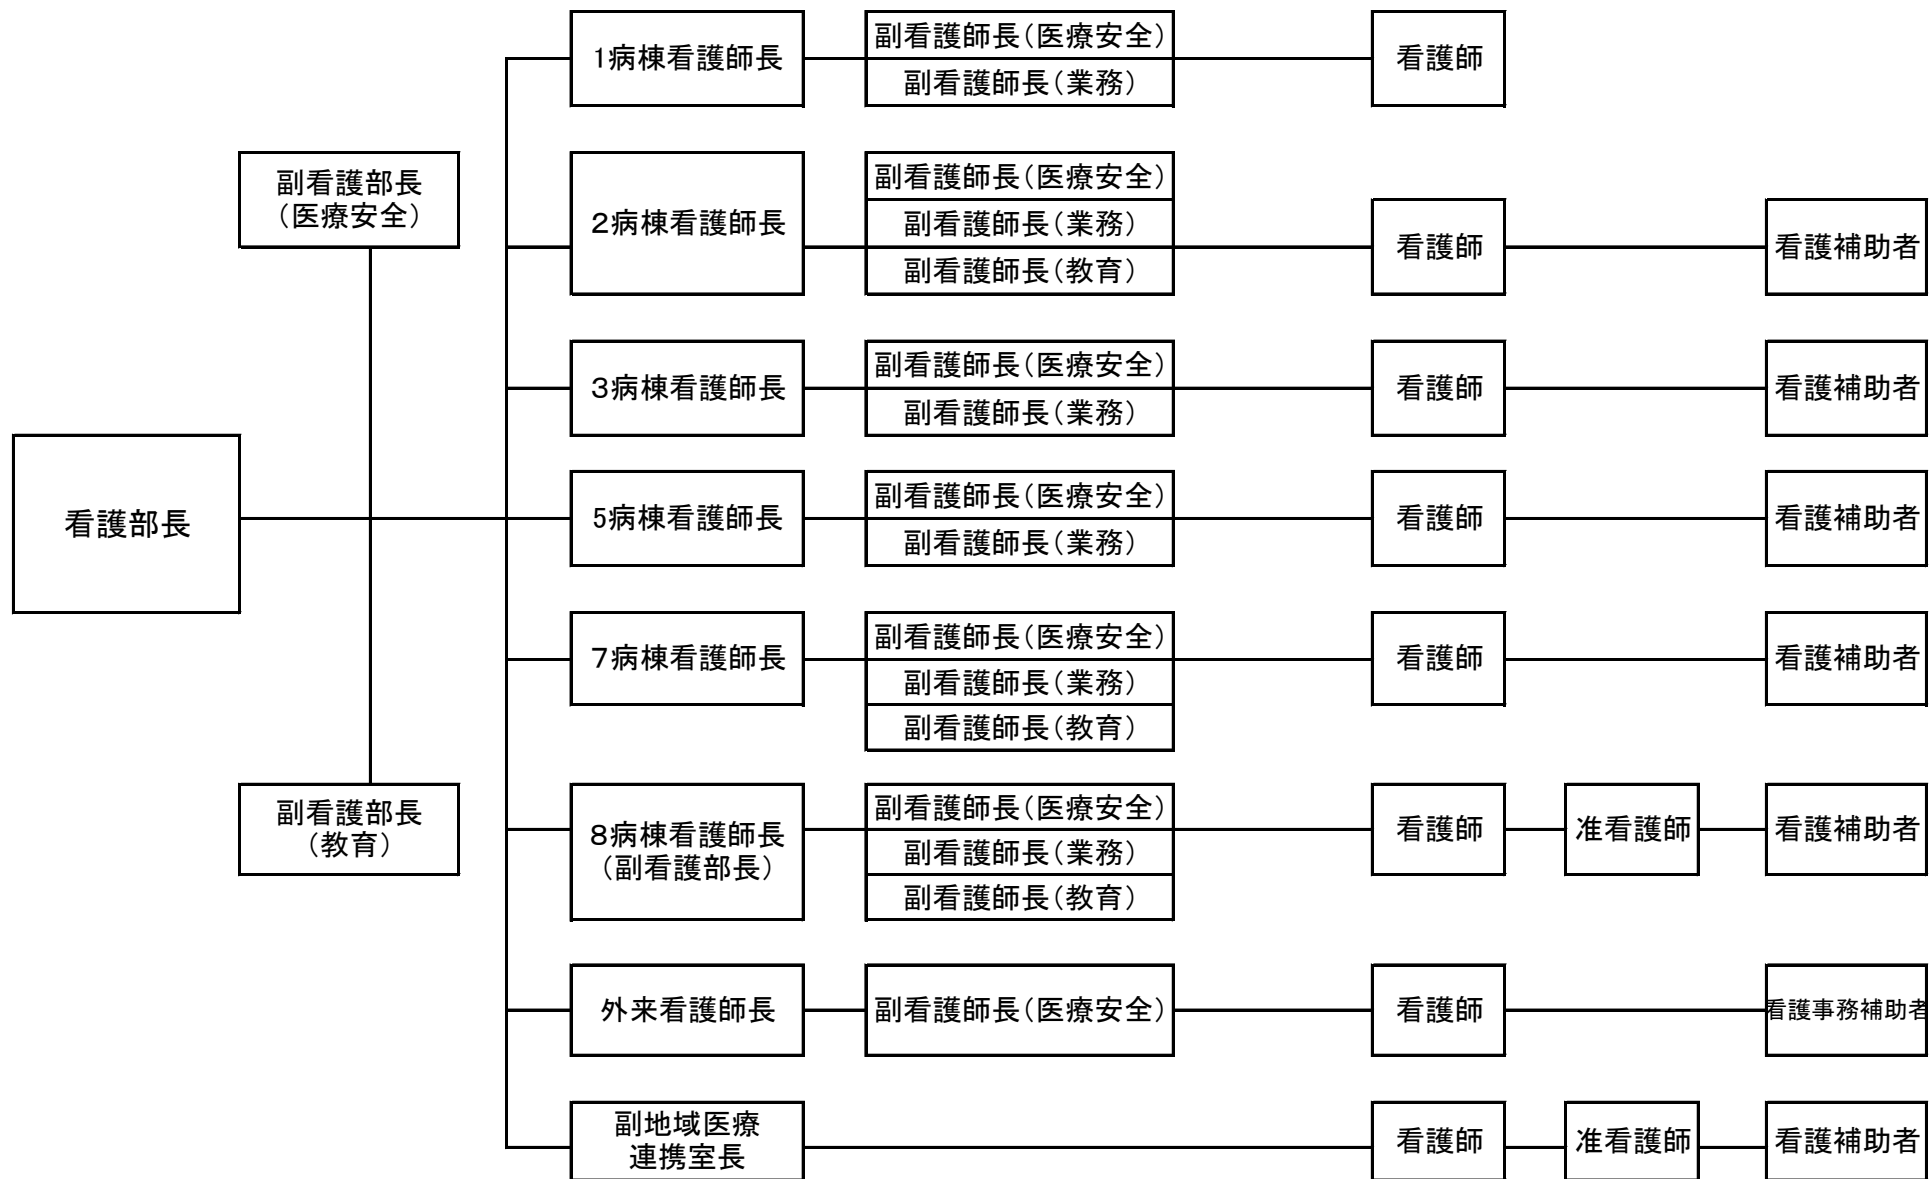 1病棟看護師長
副看護師長(医療安全)
副看護師長(業務)
看護師
副看護部長
(医療安全)
2病棟看護師長
副看護師長(医療安全)
副看護師長(業務)
副看護師長(教育)
看護師
看護補助者
3病棟看護師長
副看護師長(医療安全)
副看護師長(業務)
看護師
看護補助者
看護部長
5病棟看護師長
副看護師長(医療安全)
副看護師長(業務)
看護師
看護補助者
7病棟看護師長
副看護師長(医療安全)
副看護師長(業務)
副看護師長(教育)
看護師
看護補助者
副看護部長
(教育)
8病棟看護師長
(副看護部長)
副看護師長(医療安全)
副看護師長(業務)
副看護師長(教育)
看護師
准看護師
看護補助者
外来看護師長
副看護師長(医療安全)
看護師
看護事務補助者
副地域医療
連携室長
看護師
准看護師
看護補助者